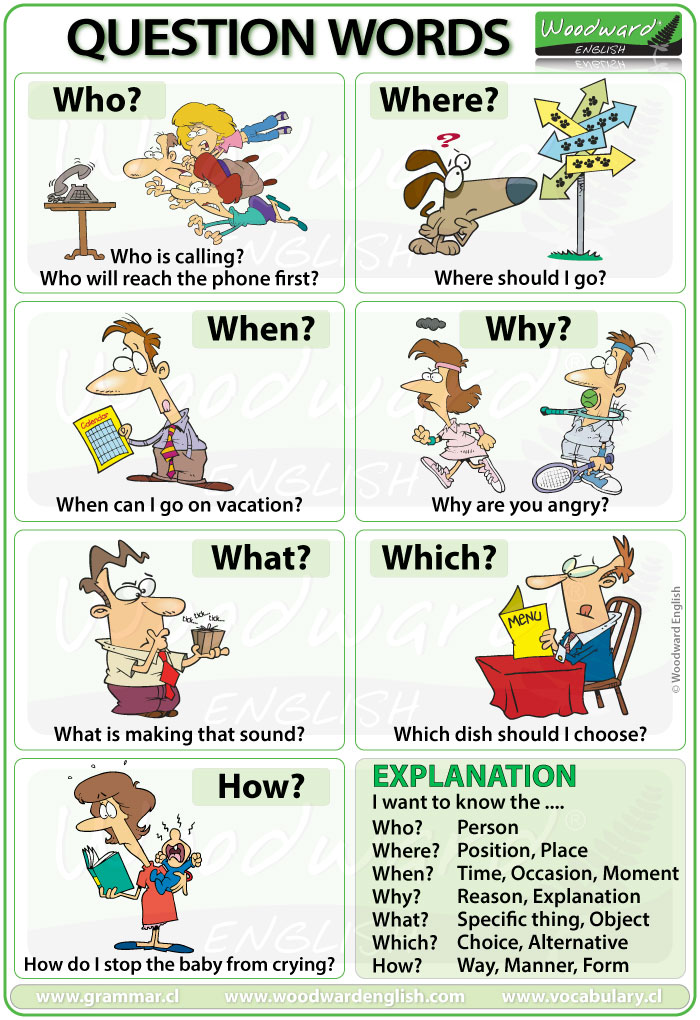 QUESTION WORDS
Woodward®
ENGLISH
Who?
Who is calling?
Who will reach the phone first?
Where?
?
Where should I go?
When?
Calendar
When can I go on vacation?
Why?
Why are you angry?
What?
tick...
tick...
tick...
What is making that sound?
Which?
MENU
Which dish should I choose?
© Woodward English
How?
How do I stop the baby from crying?
EXPLANATION
I want to know the ....
Who? Person
Where? Position, Place
When? Time, Occasion, Moment
Why? Reason, Explanation
What? Specific thing, Object
Which? Choice, Alternative
How? Way, Manner, Form
Woodward®
ENGLISH
www.grammar.cl www.woodwardenglish.com www.vocabulary.cl